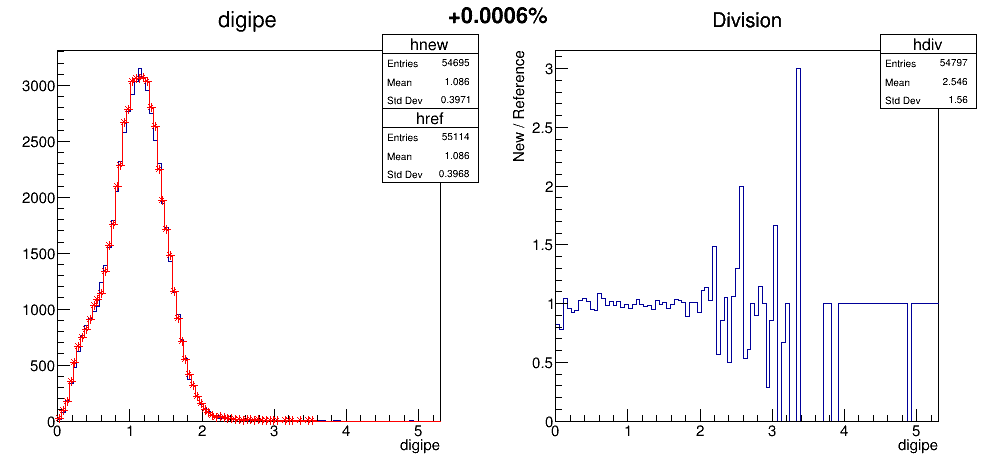 digipe
+0.0006%
Division
hnew
Entries 54695
Mean 1.086
Std Dev 0.3971
href
Entries 55114
Mean 1.086
Std Dev 0.3968
3000
2500
2000
1500
1000
500
0
0 1 2 3 4 5
digipe
hdiv
Entries 54797
Mean 2.546
Std Dev 1.56
New / Reference
3
2.5
2
1.5
1
0.5
0
0 1 2 3 4 5
digipe